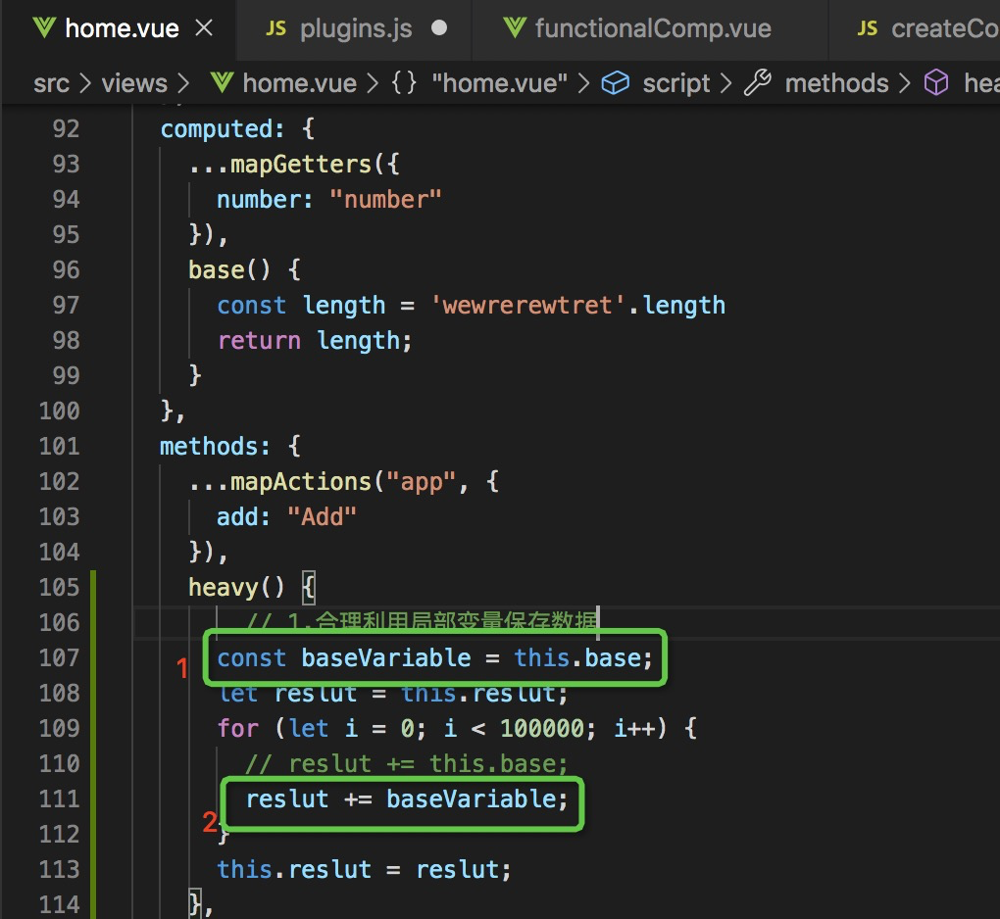 home.vue
JS plugins.js
functionalComp.vue
JS createCo
src > views > home.vue > {} "home.vue" > script > methods > hea
92 computed: {
93 ...mapGetters({
94 number: "number"
95 }),
96 base() {
97 const length = 'wewrerewtret'.length
98 return length;
99 }
100 },
101 methods: {
102 ...mapActions("app", {
103 add: "Add"
104 }),
105 heavy() {
106 // 1.合理利用局部变量保存数据
1
107 const baseVariable = this.base;
108 let reslut = this.reslut;
109 for (let i = 0; i < 100000; i++) {
110 // reslut += this.base;
111 reslut += baseVariable;
2
112 }
113 this.reslut = reslut;
114 },